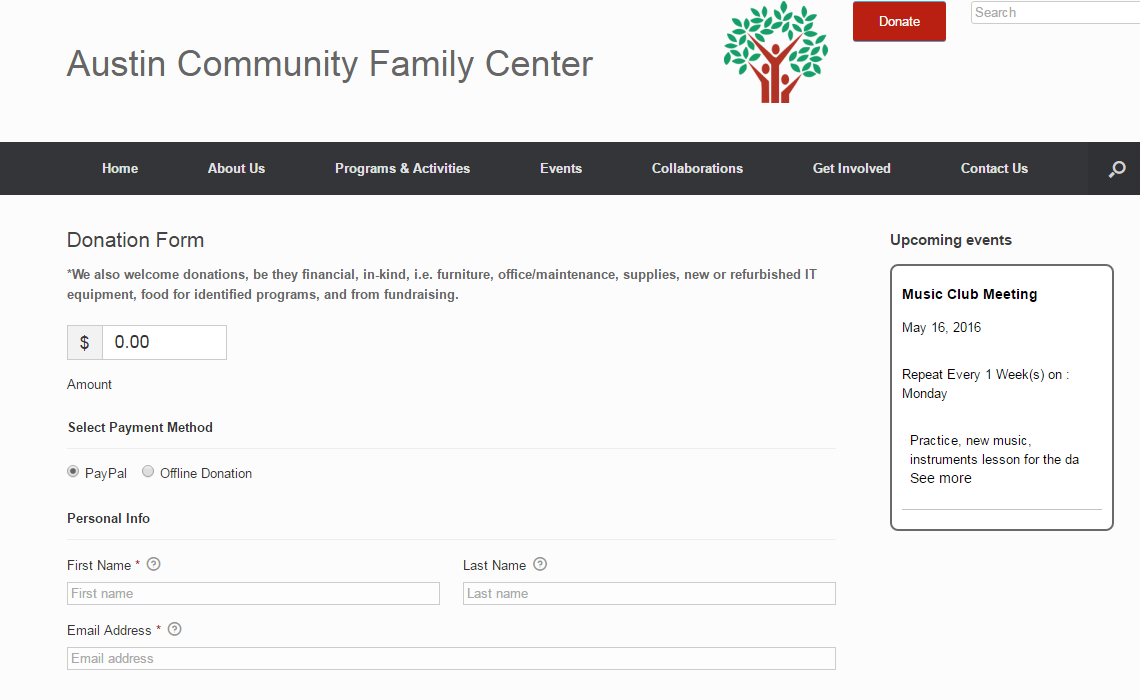 Donate
Search
Austin Community Family Center
Home About Us Programs & Activities Events Collaborations Get Involved Contact Us
Donation Form
*We also welcome donations, be they financial, in-kind, i.e. furniture, office/maintenance, supplies, new or refurbished IT
equipment, food for identified programs, and from fundraising.
$ 0.00
Amount
Select Payment Method
PayPal Offline Donation
Personal Info
First Name * ? Last Name ?
First name Last name
Email Address * ?
Email address
Upcoming events
Music Club Meeting
May 16, 2016
Repeat Every 1 Week(s) on :
Monday
Practice, new music,
instruments lesson for the da
See more